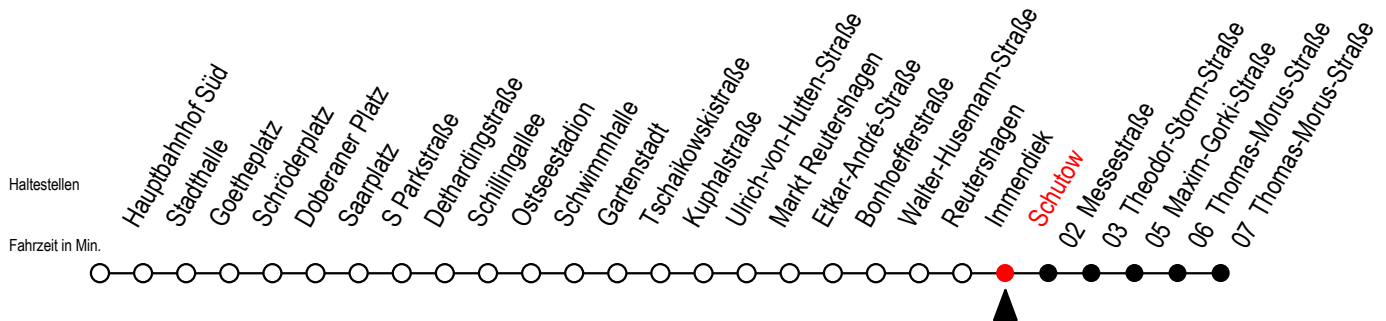 Haltestellen
Fahrzeit in Min.
Hauptbahnhof Süd
Stadthalle
Goetheplatz
Schröderplatz
Doberaner Platz
Saarplatz
S Parkstraße
Dethardingstraße
Schillingallee
Ostseestadion
Schwimmhalle
Gartenstadt
Tschaikowskistraße
Kuphalstraße
Ulrich-von-Hutten-Straße
Markt Reutershagen
Etkar-André-Straße
Bonhoefferstraße
Walter-Husemann-Straße
Reutershagen
Immendiek
Schutow
02 Messestraße
03 Theodor-Storm-Straße
05 Maxim-Gorki-Straße
06 Thomas-Morus-Straße
07 Thomas-Morus-Straße